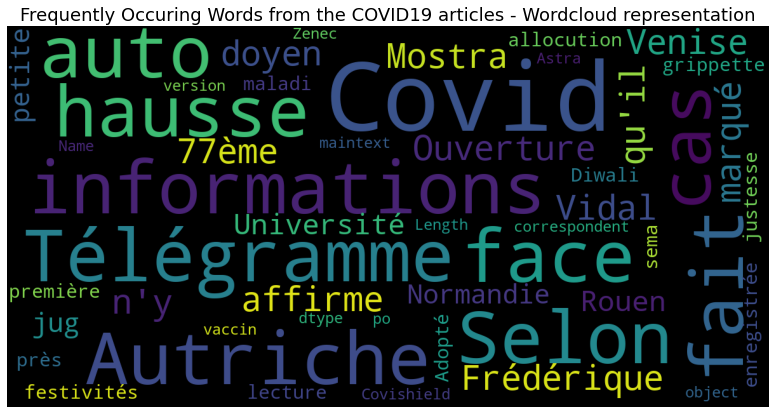 Frequently Occuring Words from the COVID19 articles - Wordcloud representation
petite
auto
doyen
Zenec
Mostra
allocution
Venise
grippette
Astra
version
maladi
hausse
Covid
qu'il
cas
marqué
Name
77ème
maintext
Ouverture
informations
Diwali
Vidal
justesse
Université
Length
correspondent
Télégramme
face
sema
fait
première
n'y
affirme
Normandie
Rouen
enregistrée
jug
vaccin
dtype
po
Adopté
Selon
près
Autriche
Frédérique
festivités
lecture
Covishield
object